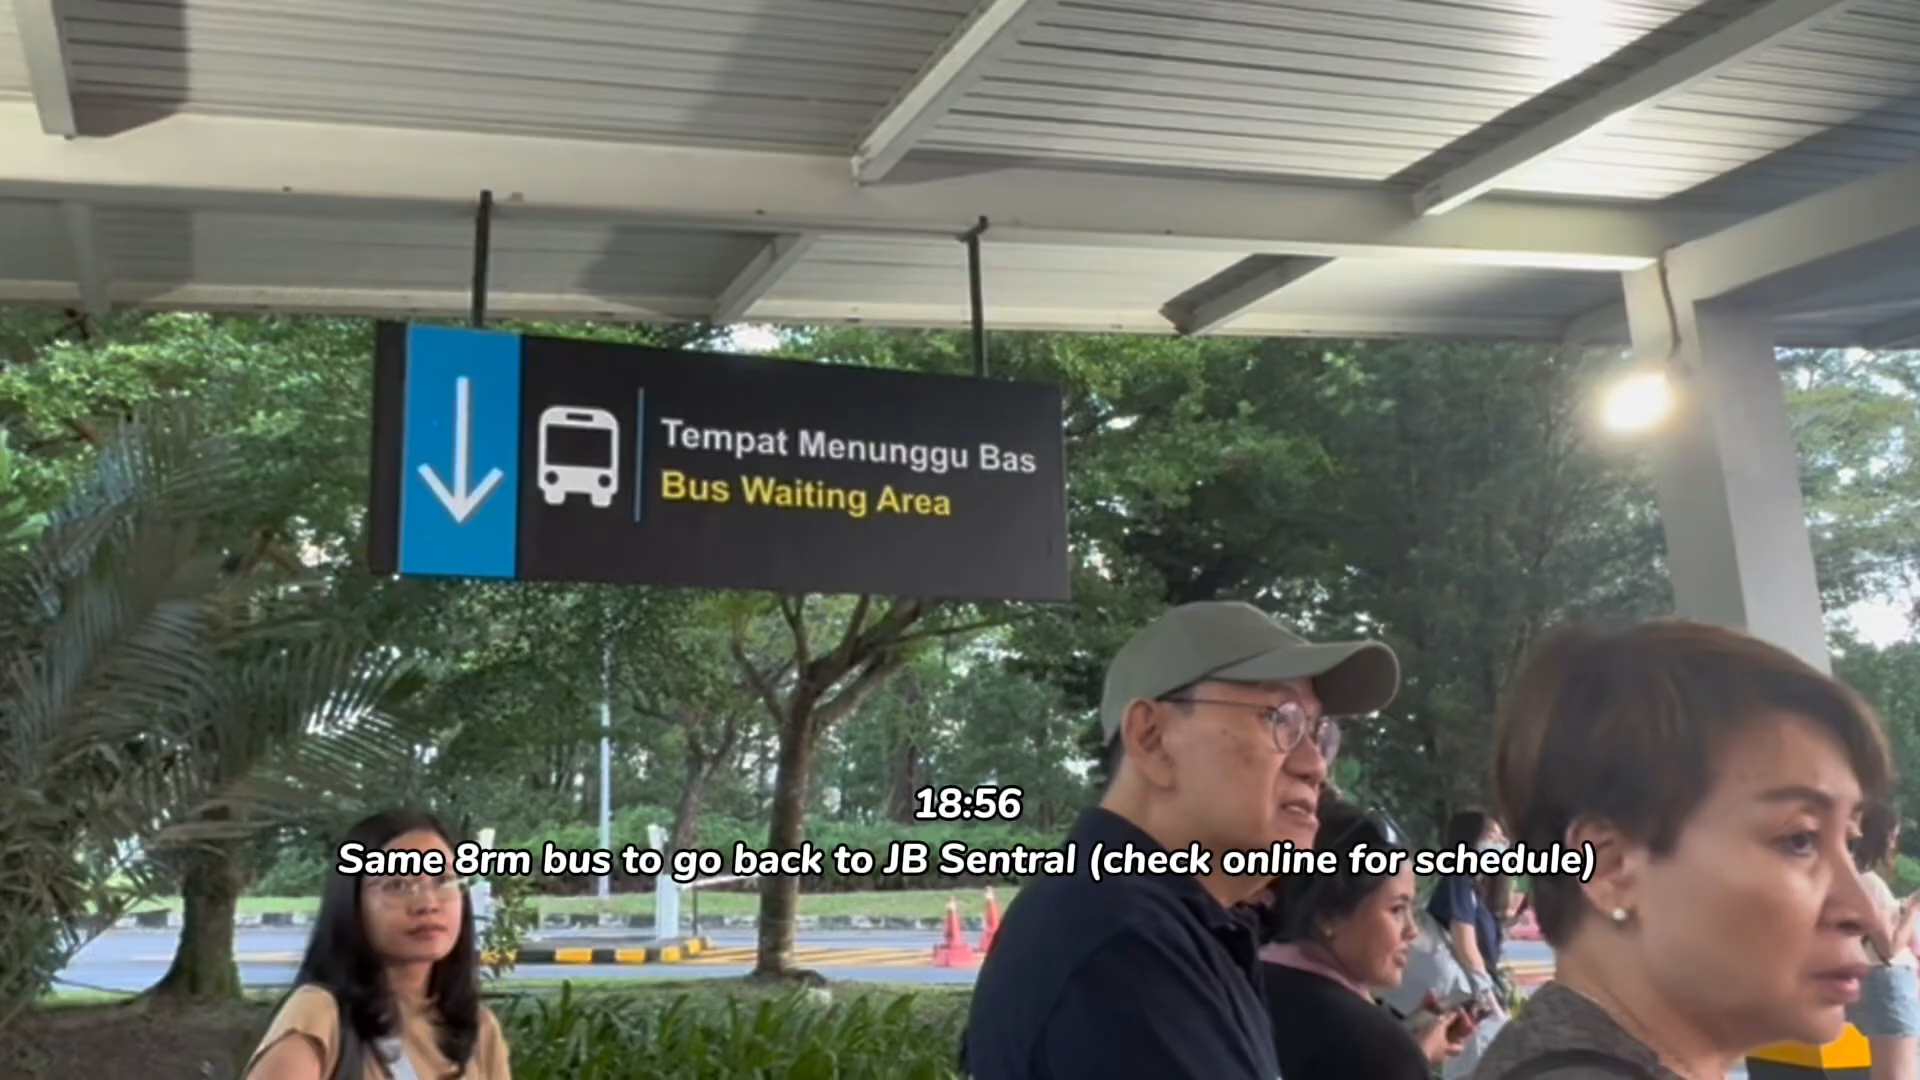 Tempat Menunggu Bas
Bus Waiting Area
18:56
Same 8rm bus to go back to JB Sentral (check online for schedule)